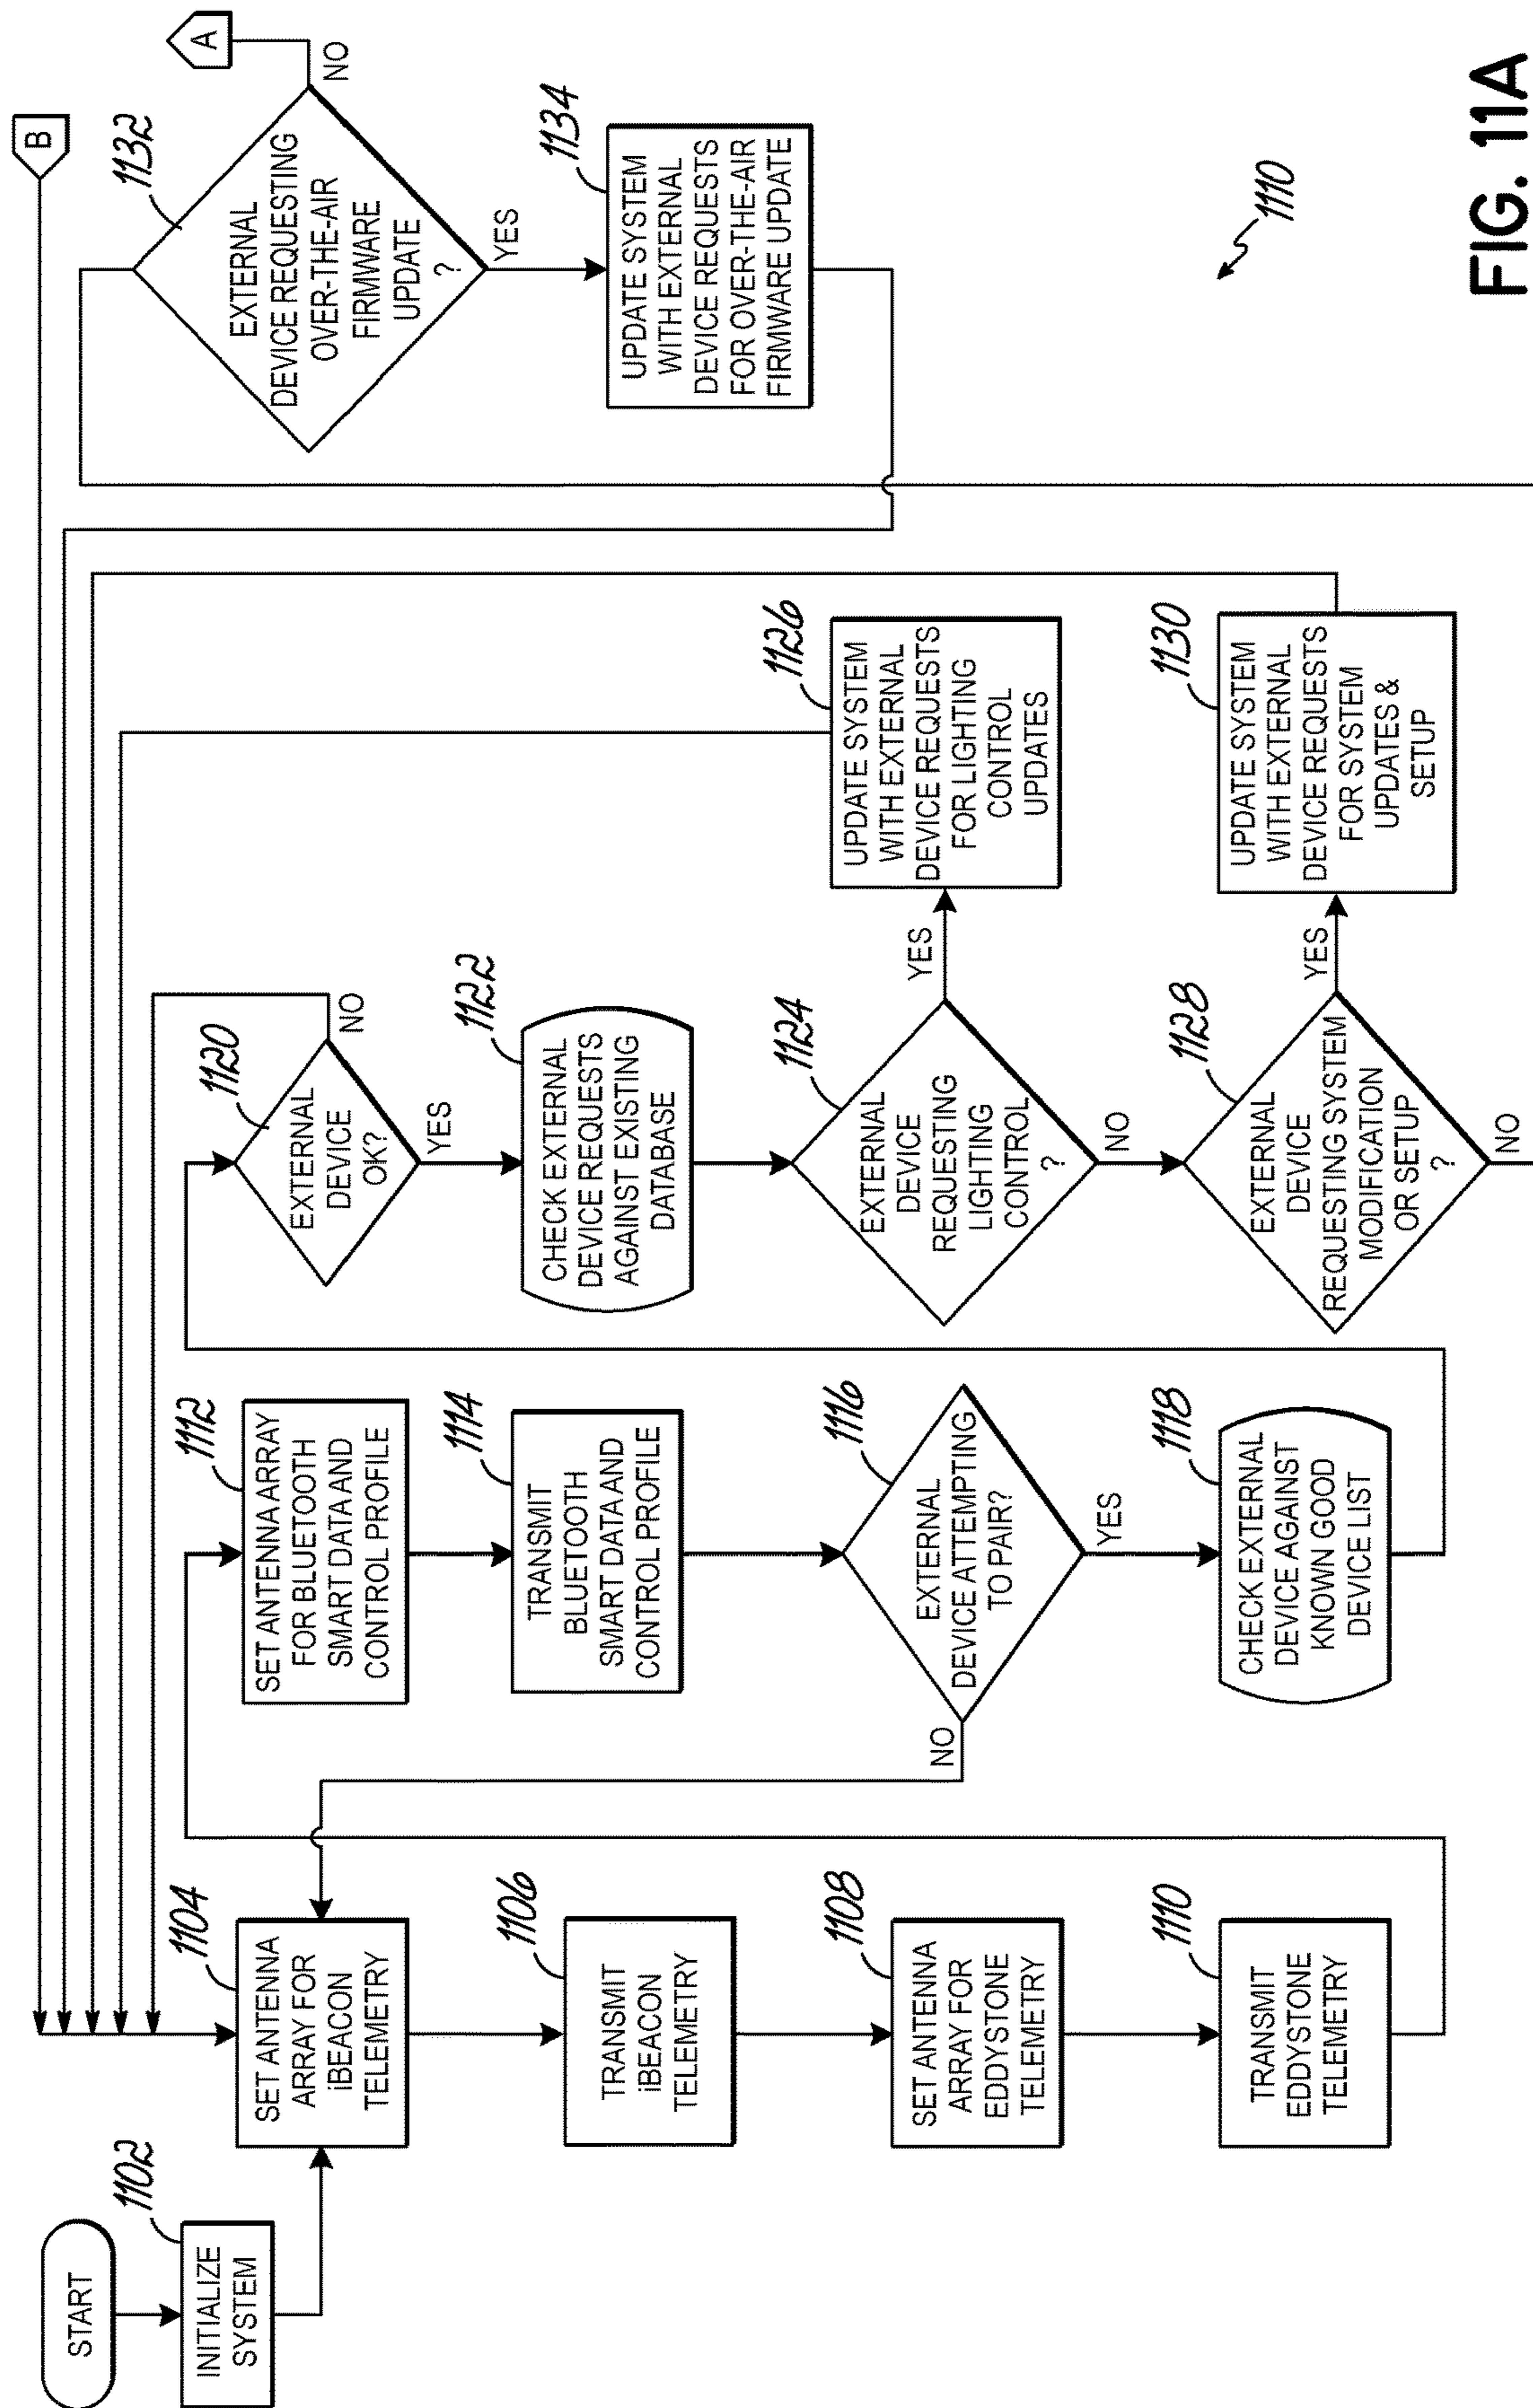 START
1102
INITIALIZE
SYSTEM
1104
SET ANTENNA
ARRAY FOR
iBEACON
TELEMETRY
1106
TRANSMIT
iBEACON
TELEMETRY
1108
SET ANTENNA
ARRAY FOR
EDDYSTONE
TELEMETRY
1110
TRANSMIT
EDDYSTONE
TELEMETRY
1112
SET ANTENNA ARRAY
FOR BLUETOOTH
SMART DATA AND
CONTROL PROFILE
1114
TRANSMIT
BLUETOOTH
SMART DATA AND
CONTROL PROFILE
1116
EXTERNAL
DEVICE ATTEMPTING
TO PAIR?
NO
YES
1118
CHECK EXTERNAL
DEVICE AGAINST
KNOWN GOOD
DEVICE LIST
1120
EXTERNAL
DEVICE
OK?
NO
YES
1122
CHECK EXTERNAL
DEVICE REQUESTS
AGAINST EXISTING
DATABASE
1124
EXTERNAL
DEVICE
REQUESTING
LIGHTING
CONTROL
?
YES
NO
1126
UPDATE SYSTEM
WITH EXTERNAL
DEVICE REQUESTS
FOR LIGHTING
CONTROL
UPDATES
1128
EXTERNAL
DEVICE
REQUESTING SYSTEM
MODIFICATION
OR SETUP
?
YES
NO
1130
UPDATE SYSTEM
WITH EXTERNAL
DEVICE REQUESTS
FOR SYSTEM
UPDATES &
SETUP
B
1132
EXTERNAL
DEVICE REQUESTING
OVER-THE-AIR
FIRMWARE
UPDATE
?
NO
A
YES
1134
UPDATE SYSTEM
WITH EXTERNAL
DEVICE REQUESTS
FOR OVER-THE-AIR
FIRMWARE UPDATE
1110
FIG. 11A